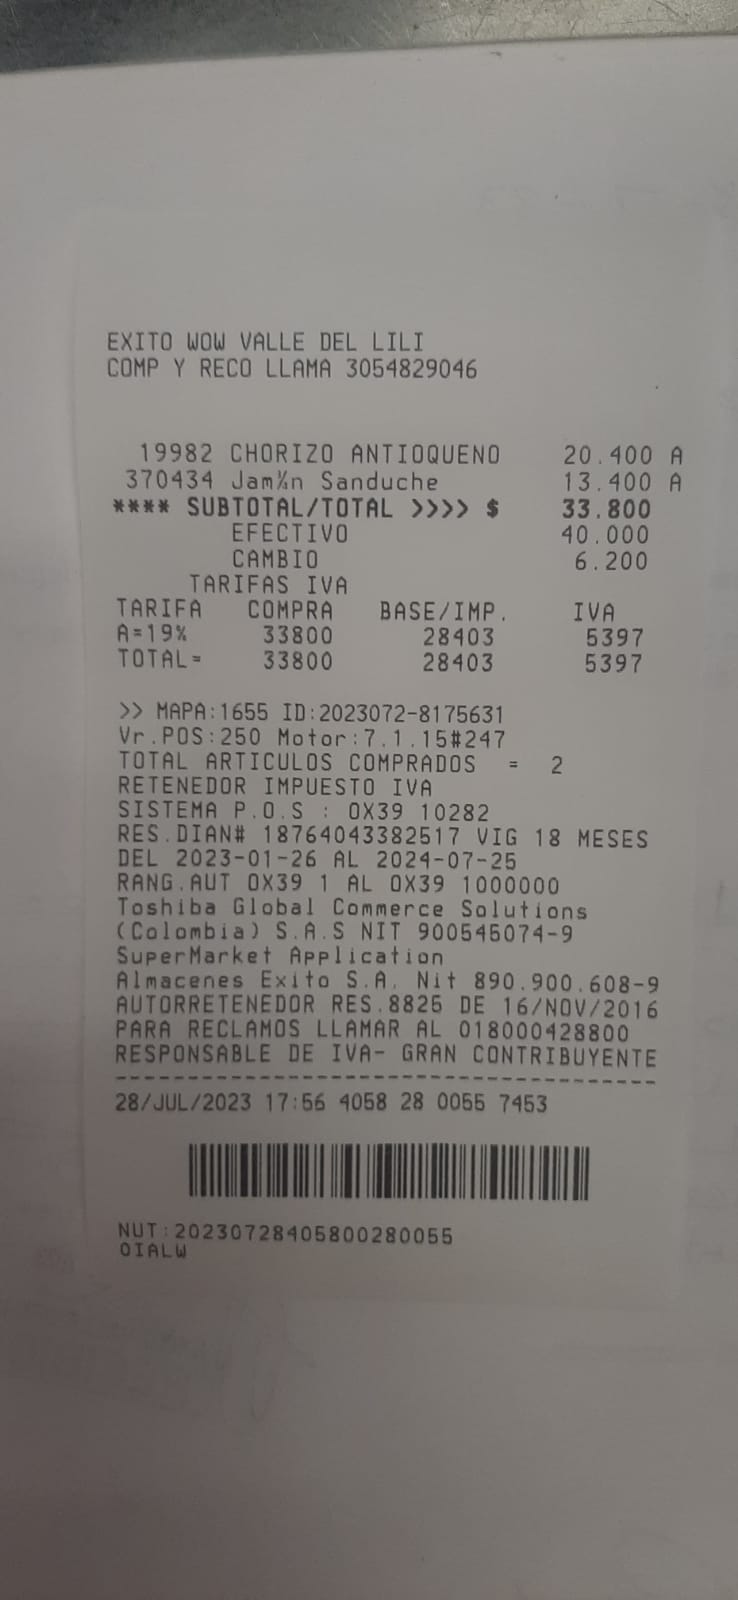 EXITO WOW VALLE DEL LILI
COMP Y RECO LLAMA 3054829046
19982 CHORIZO ANTIOQUENO 20.400 A
370434 Jam½n Sanduche 13.400 A
**** SUBTOTAL/TOTAL >>>> $ 33.800
EFECTIVO 40.000
CAMBIO 6.200
TARIFAS IVA
TARIFA COMPRA BASE/IMP. IVA
A=19% 33800 28403 5397
TOTAL= 33800 28403 5397
>> MAPA:1655 ID:2023072-8175631
Vr.POS:250 Motor:7.1.15#247
TOTAL ARTICULOS COMPRADOS = 2
RETENEDOR IMPUESTO IVA
SISTEMA P.O.S : OX39 10282
RES.DIAN# 18764043382517 VIG 18 MESES
DEL 2023-01-26 AL 2024-07-25
RANG.AUT OX39 1 AL OX39 1000000
Toshiba Global Commerce Solutions
(Colombia) S.A.S NIT 900545074-9
SuperMarket Application
Almacenes Exito S.A. Nit 890.900.608-9
AUTORRETENEDOR RES.8825 DE 16/NOV/2016
PARA RECLAMOS LLAMAR AL 018000428800
RESPONSABLE DE IVA- GRAN CONTRIBUYENTE
--------------------------------------
28/JUL/2023 17:56 4058 28 0055 7453
NUT:20230728405800280055
OIALW